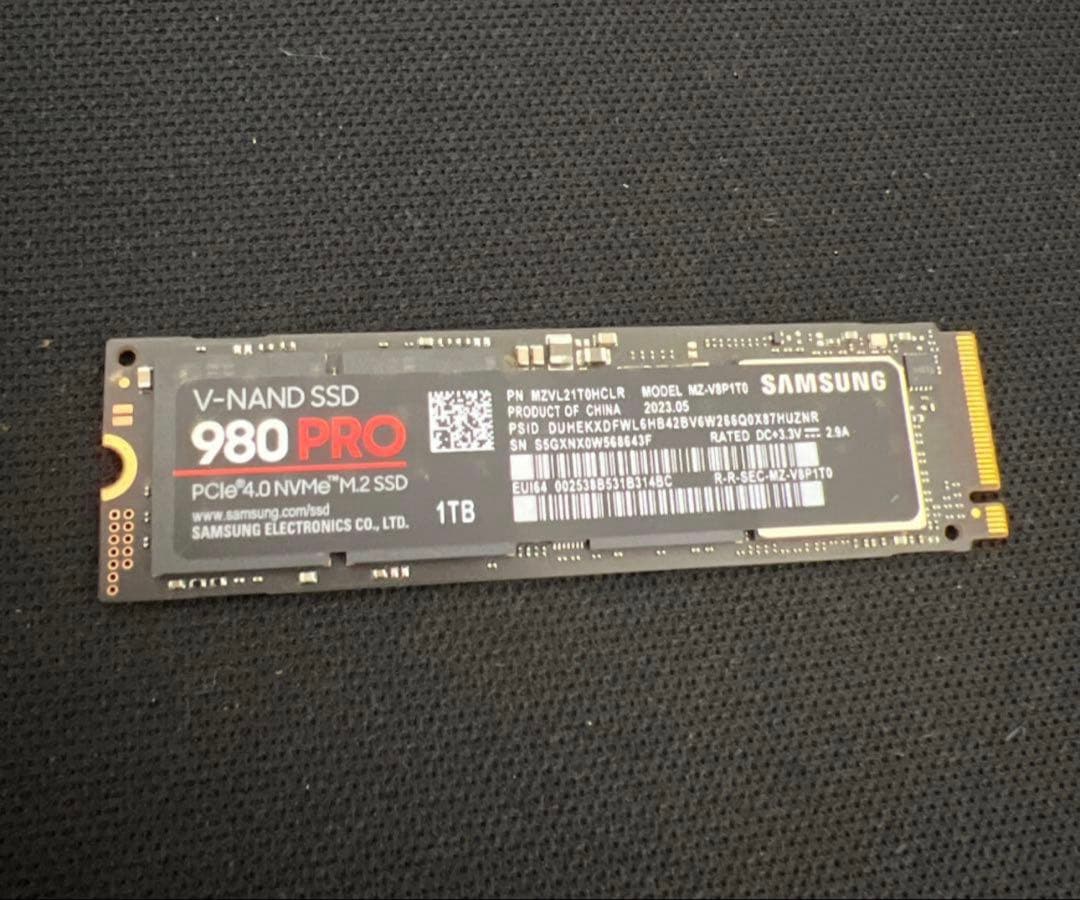 V-NAND SSD
980 PRO
PCIe®4.0 NVMe™ M.2 SSD
www.samsung.com/ssd
SAMSUNG ELECTRONICS CO., LTD.
1TB
SAMSUNG
PN MZVL21T0HCLR MODEL MZ-V8P1T0
PRODUCT OF CHINA 2023.05
PSID DUHEKXDFWL6HB42BV6W266Q0X87HUZNR
SN S5GXNX0W568643F RATED DC+3.3V⎓ 2.9A
EUI64 002538B531B314BC R-R-SEC-MZ-V8P1T0